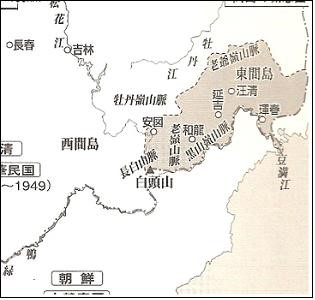 松花江
牡丹江
老爺嶺山脈
長春
吉林
東間島
汪清
牡丹嶺山脈
延吉
琿春
安図
和龍
西間島
老嶺山脈
黒山嶺山脈
豆満江
長白山脈
白頭山
清
民国
～1949)
鴨
緑
朝鮮